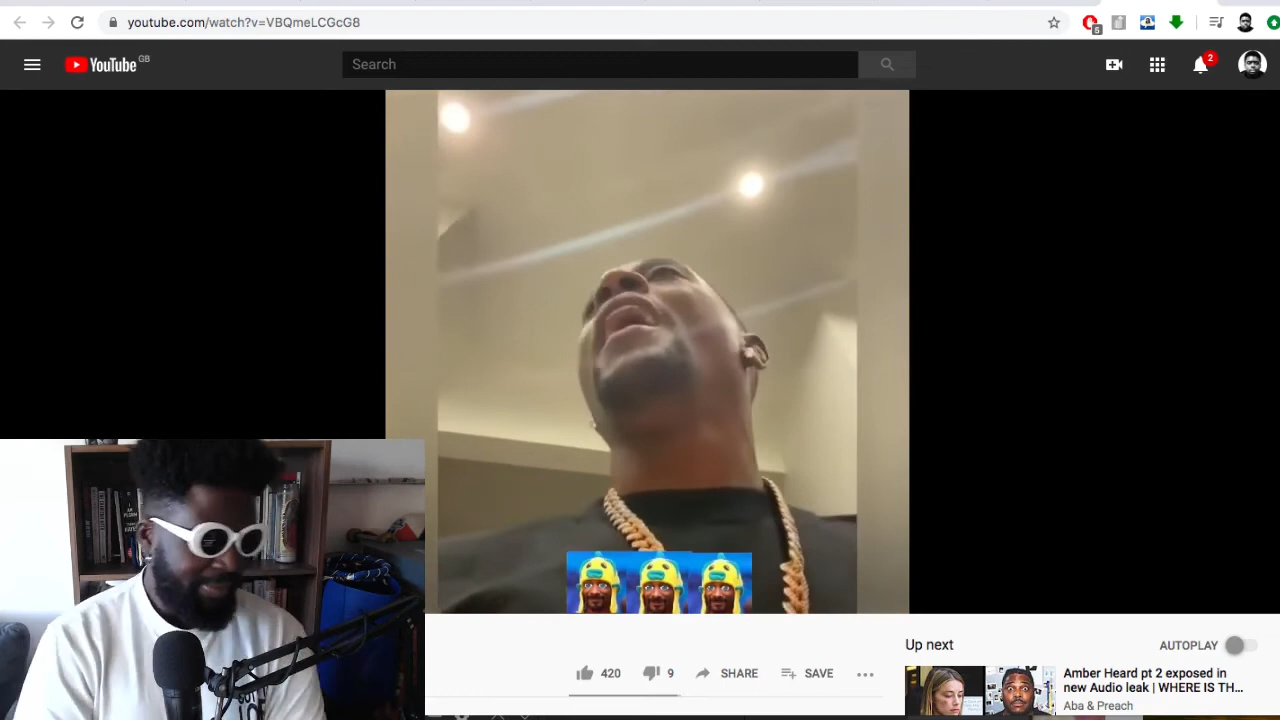 youtube.com/watch?v=VBQmeLCGcG8
5
YouTube GB
Search
2
420
9
SHARE
SAVE
Up next
AUTOPLAY
Amber Heard pt 2 exposed in
new Audio leak | WHERE IS TH...
Aba & Preach